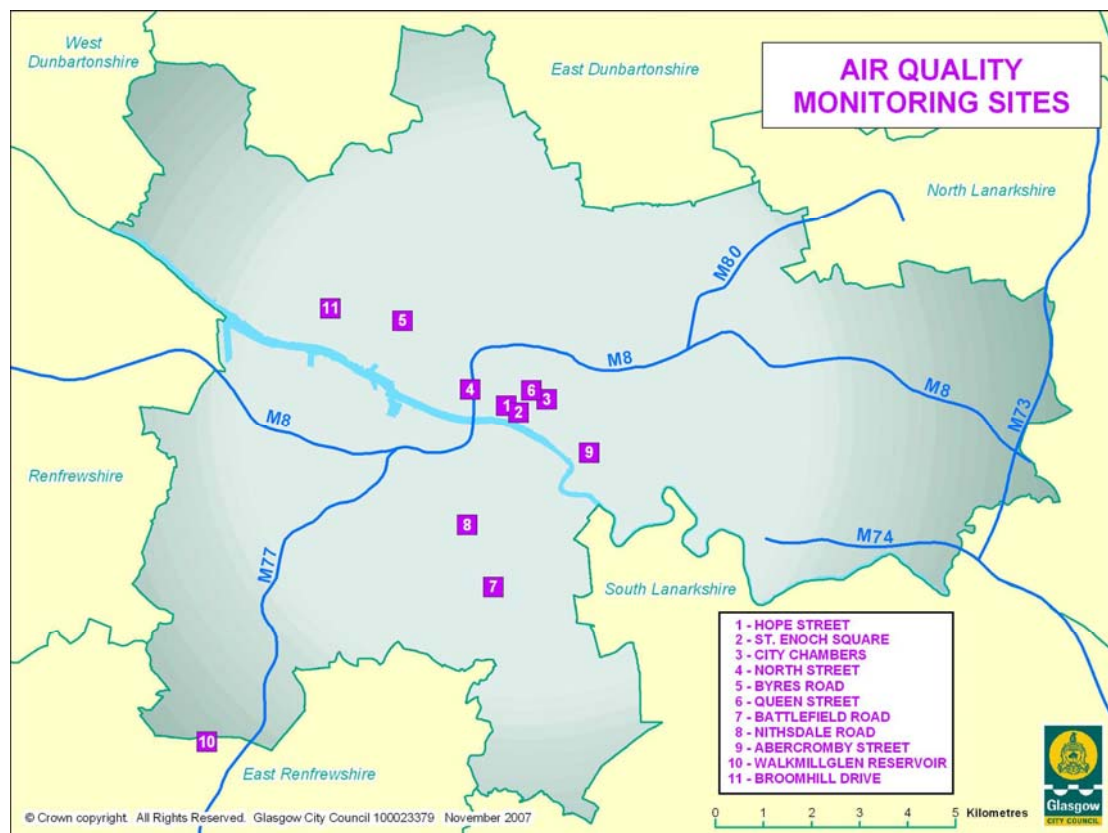 West
Dunbartonshire
East Dunbartonshire
AIR QUALITY
MONITORING SITES
North Lanarkshire
M80
11
5
M8
4
6
3
1
2
M8
M73
M8
9
Renfrewshire
8
M74
M77
7
South Lanarkshire
1 - HOPE STREET
2 - ST. ENOCH SQUARE
3 - CITY CHAMBERS
4 - NORTH STREET
5 - BYRES ROAD
6 - QUEEN STREET
7 - BATTLEFIELD ROAD
8 - NITHSDALE ROAD
9 - ABERCROMBY STREET
10 - WALKMILLGLEN RESERVOIR
11 - BROOMHILL DRIVE
10
East Renfrewshire
© Crown copyright. All Rights Reserved. Glasgow City Council 100023379 November 2007
0 1 2 3 4 5 Kilometres
Glasgow
CITY COUNCIL